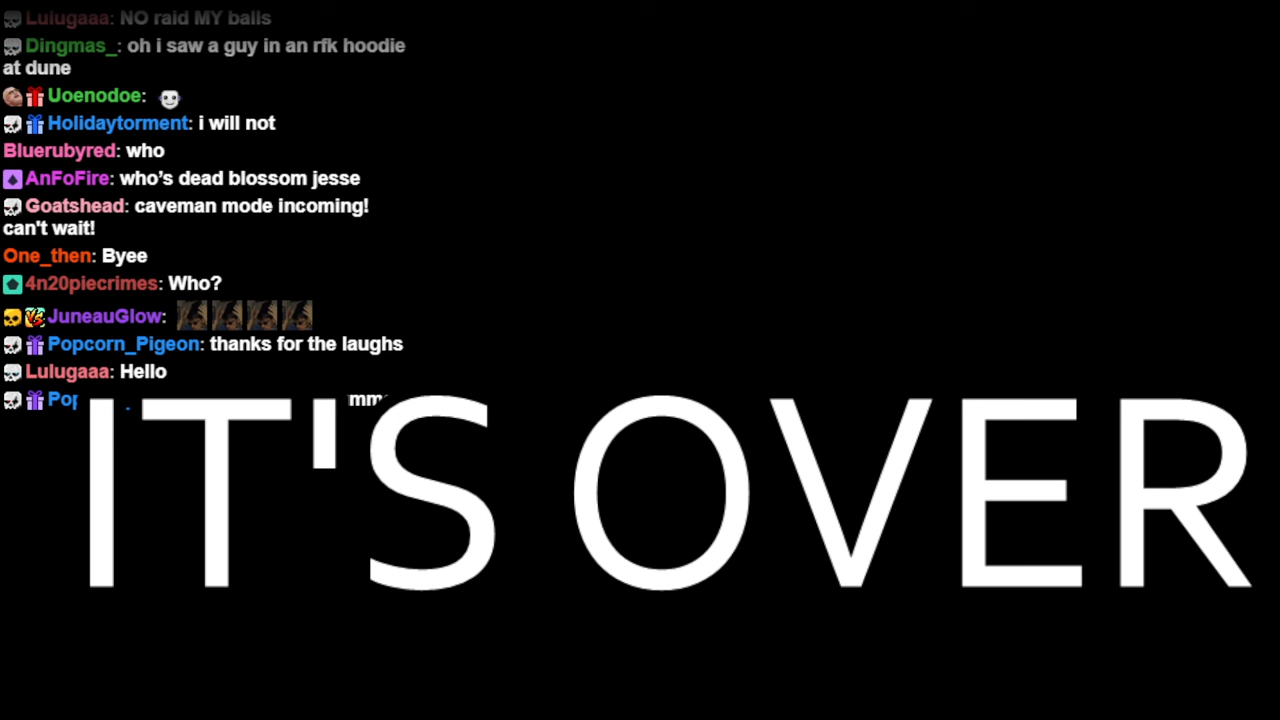 Lulugaaa: NO raid MY balls
Dingmas_: oh i saw a guy in an rfk hoodie
at dune
Uoenodoe:
Holidaytorment: i will not
Bluerubyred: who
AnFoFire: who's dead blossom jesse
Goatshead: caveman mode incoming!
can't wait!
One_then: Byee
4n20piecrimes: Who?
JuneauGlow:
Popcorn_Pigeon: thanks for the laughs
Lulugaaa: Hello
IT'S OVER